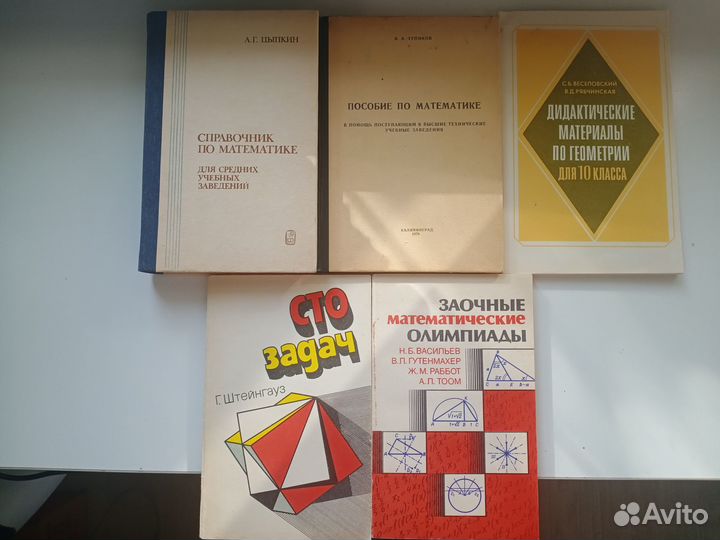 А.Г. ЦЫПКИН
СПРАВОЧНИК
ПО МАТЕМАТИКЕ
ДЛЯ СРЕДНИХ
УЧЕБНЫХ
ЗАВЕДЕНИЙ
ПОСОБИЕ ПО МАТЕМАТИКЕ
В ПОМОЩЬ ПОСТУПАЮЩИМ В ВЫСШИЕ ТЕХНИЧЕСКИЕ
УЧЕБНЫЕ ЗАВЕДЕНИЯ
КАЛИНИНГРАД
С.Б. ВЕСЕЛОВСКИЙ
В.Д. РЯБЧИНСКАЯ
ДИДАКТИЧЕСКИЕ
МАТЕРИАЛЫ
ПО ГЕОМЕТРИИ
ДЛЯ 10 КЛАССА
СТО
задач
Г. Штейнгауз
ЗАОЧНЫЕ
математические
ОЛИМПИАДЫ
Н.Б. ВАСИЛЬЕВ
В.Л. ГУТЕНМАХЕР
Ж.М. РАББОТ
А.Л. ТООМ
Avito